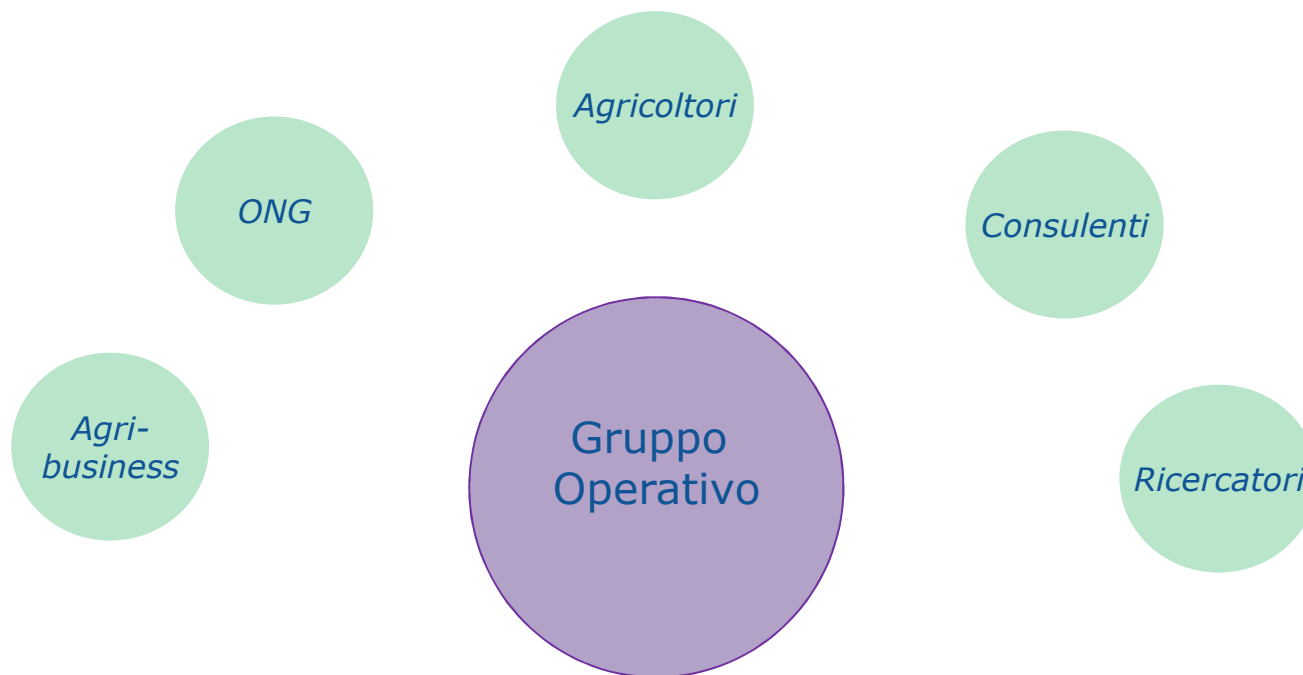 Agricoltori
ONG
Consulenti
Agri-
business
Gruppo
Operativo
Ricercatori